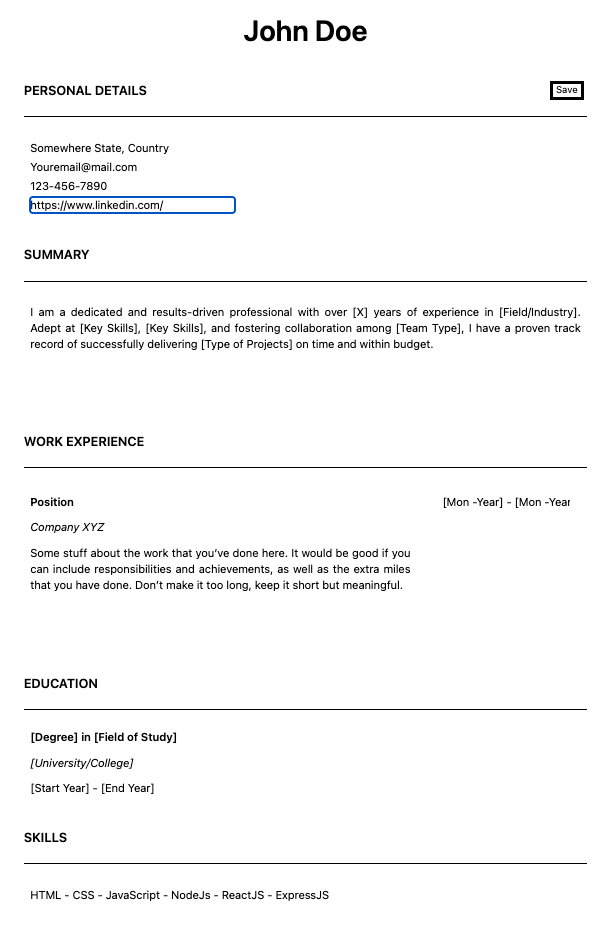 John Doe
PERSONAL DETAILS
Save
Somewhere State, Country
Youremail@mail.com
123-456-7890
https://www.linkedin.com/
SUMMARY
I am a dedicated and results-driven professional with over [X] years of experience in [Field/Industry].
Adept at [Key Skills], [Key Skills], and fostering collaboration among [Team Type], I have a proven track
record of successfully delivering [Type of Projects] on time and within budget.
WORK EXPERIENCE
Position
[Mon -Year] - [Mon -Year
Company XYZ
Some stuff about the work that you’ve done here. It would be good if you
can include responsibilities and achievements, as well as the extra miles
that you have done. Don’t make it too long, keep it short but meaningful.
EDUCATION
[Degree] in [Field of Study]
[University/College]
[Start Year] - [End Year]
SKILLS
HTML - CSS - JavaScript - NodeJs - ReactJS - ExpressJS